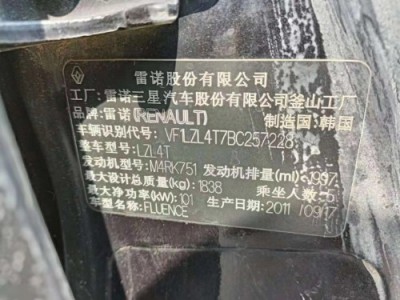 雷诺股份有限公司
工厂: 雷诺三星汽车股份有限公司釜山工厂
品牌: 雷诺(RENAULT) 制造国: 韩国
车辆识别代号: VF1LZL4T7BC257228
整车型号: LZL4T
发动机型号: M4RK751 发动机排量(ml): 1997
最大设计总质量(kg): 1838 乘坐人数: 5
最大净功率(kW): 101 生产日期: 2011/09/17
车型名称: FLUENCE